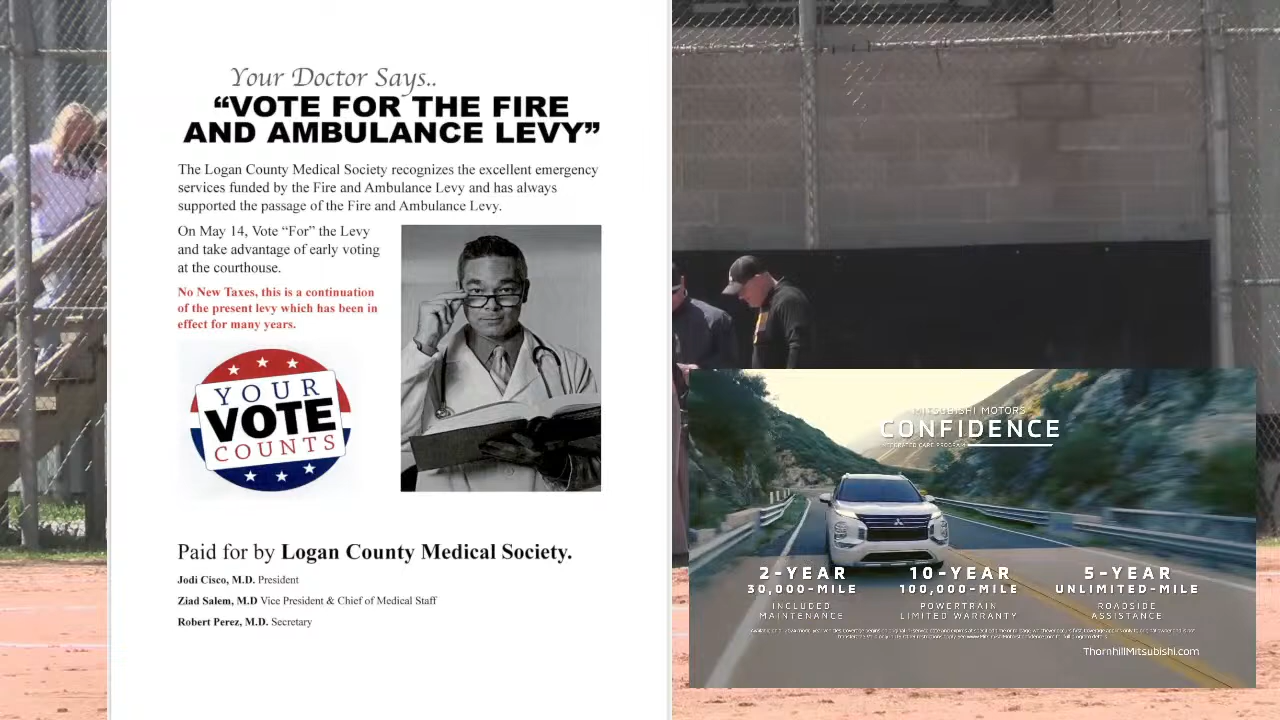 Your Doctor Says..
“VOTE FOR THE FIRE
AND AMBULANCE LEVY”
The Logan County Medical Society recognizes the excellent emergency
services funded by the Fire and Ambulance Levy and has always
supported the passage of the Fire and Ambulance Levy.
On May 14, Vote “For” the Levy
and take advantage of early voting
at the courthouse.
No New Taxes, this is a continuation
of the present levy which has been in
effect for many years.
YOUR
VOTE
COUNTS
Paid for by Logan County Medical Society.
Jodi Cisco, M.D. President
Ziad Salem, M.D Vice President & Chief of Medical Staff
Robert Perez, M.D. Secretary
MITSUBISHI MOTORS
CONFIDENCE
2-YEAR
30,000-MILE
INCLUDED
MAINTENANCE
10-YEAR
100,000-MILE
POWERTRAIN
LIMITED WARRANTY
5-YEAR
UNLIMITED-MILE
ROADSIDE
ASSISTANCE
ThornhillMitsubishi.com